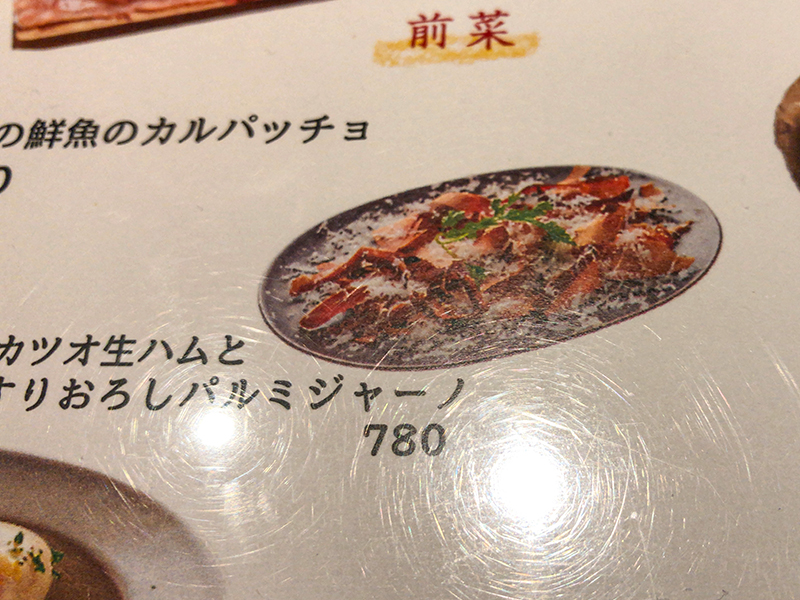 前菜
の鮮魚のカルパッチョ
0
カツオ生ハムと
すりおろしパルミジャーノ
780